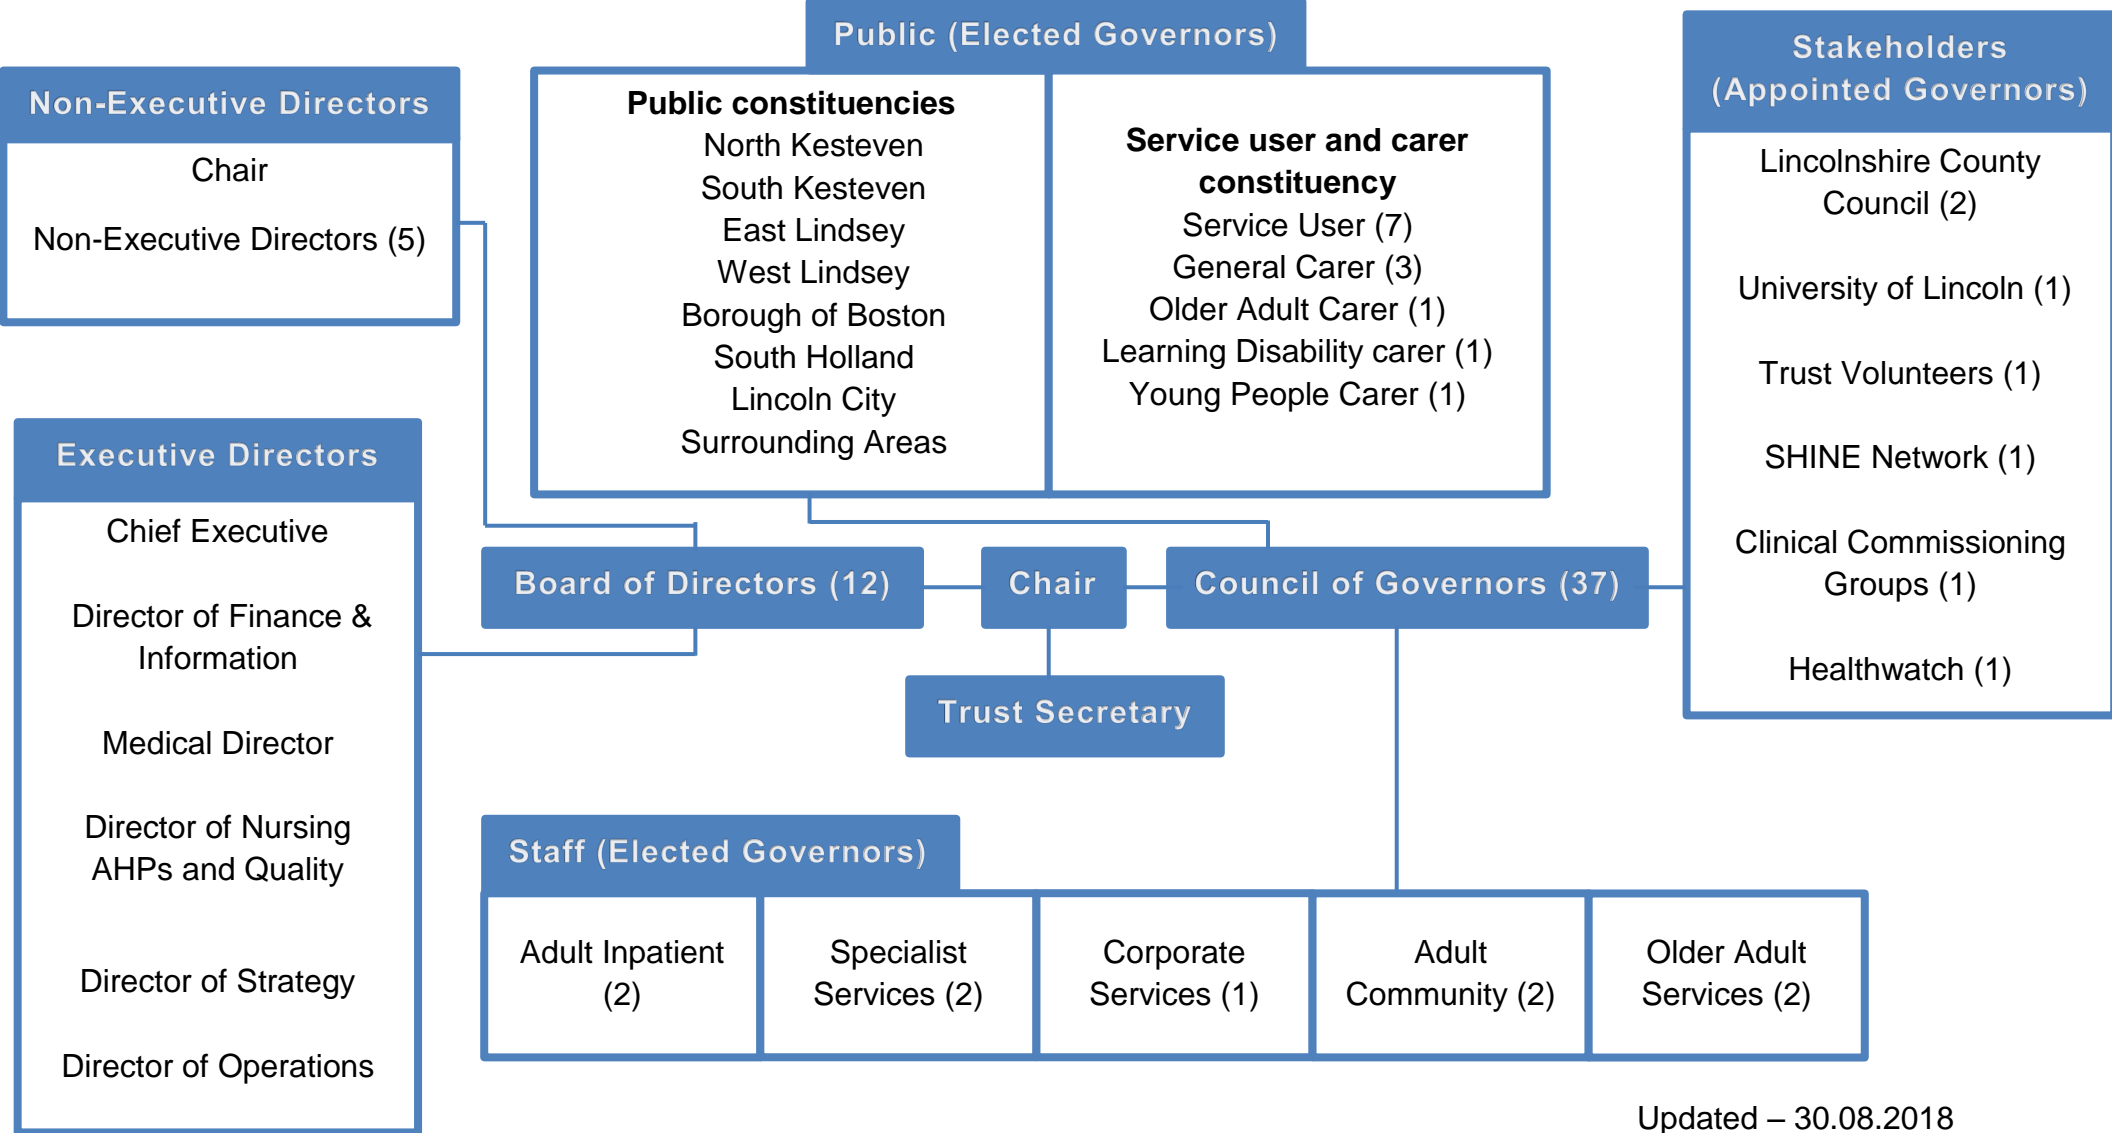 Public (Elected Governors)
Public constituencies
North Kesteven
South Kesteven
East Lindsey
West Lindsey
Borough of Boston
South Holland
Lincoln City
Surrounding Areas
Service user and carer
constituency
Service User (7)
General Carer (3)
Older Adult Carer (1)
Learning Disability carer (1)
Young People Carer (1)
Stakeholders
(Appointed Governors)
Lincolnshire County
Council (2)
University of Lincoln (1)
Trust Volunteers (1)
SHINE Network (1)
Clinical Commissioning
Groups (1)
Healthwatch (1)
Non-Executive Directors
Chair
Non-Executive Directors (5)
Executive Directors
Chief Executive
Director of Finance &
Information
Medical Director
Director of Nursing
AHPs and Quality
Director of Strategy
Director of Operations
Board of Directors (12)
Chair
Council of Governors (37)
Trust Secretary
Staff (Elected Governors)
Adult Inpatient
(2)
Specialist
Services (2)
Corporate
Services (1)
Adult
Community (2)
Older Adult
Services (2)
Updated – 30.08.2018